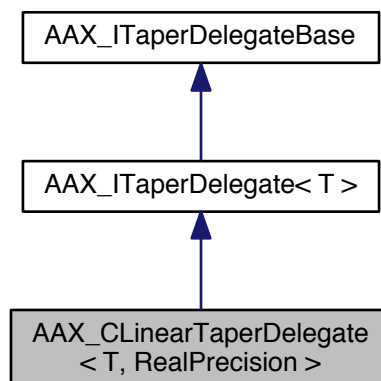 AAX_ITaperDelegateBase
AAX_ITaperDelegate< T >
AAX_CLinearTaperDelegate
< T, RealPrecision >